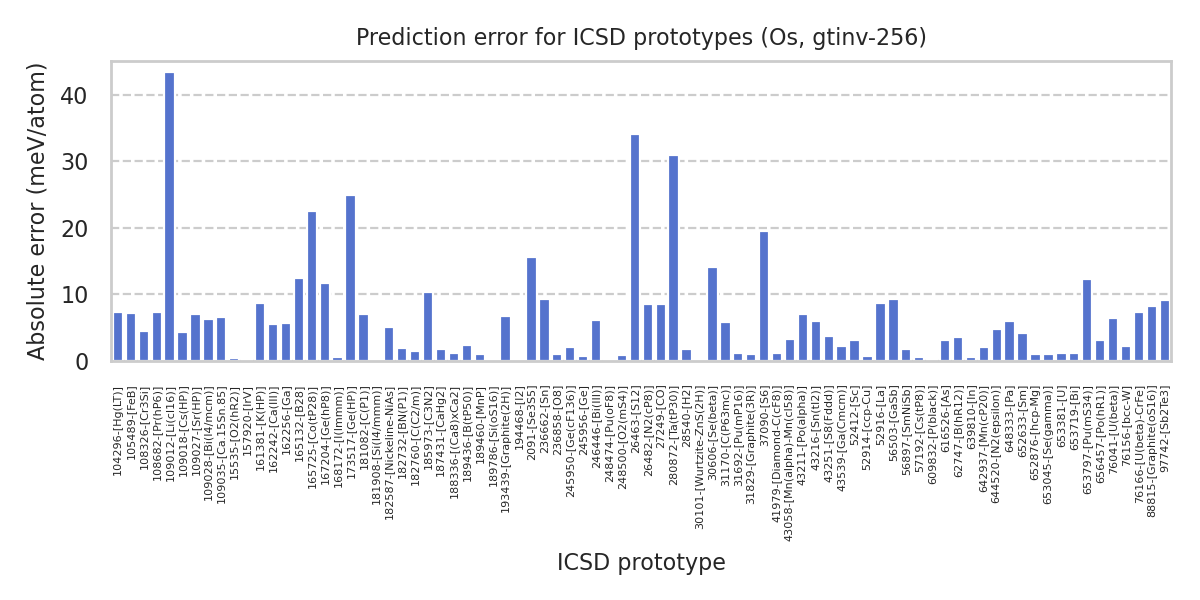 Prediction error for ICSD prototypes (Os, gtinv-256)
Absolute error (meV/atom)
40
30
20
10
0
104296-[Hg(LT)]
105489-[FeB]
108326-[Cr3Si]
108682-[Pr(hP6)]
109012-[Li(cI16)]
109018-[Cs(HP)]
109027-[Sr(HP)]
109028-[Bi(I4/mcm)]
109035-[Ca.15Sn.85]
15535-[O2(hR2)]
157920-[IrV]
161381-[K(HP)]
162242-[Ca(III)]
162256-[Ga]
165132-[B28]
165725-[Co(tP28)]
167204-[Ge(hP8)]
168172-[I(Immm)]
173517-[Ge(HP)]
181082-[C(P1)]
181908-[Si(I4/mmm)]
182587-[Nickeline-NiAs]
182732-[BN(P1)]
182760-[C(C2/m)]
185973-[C3N2]
187431-[CaHg2]
188336-[(Ca8)xCa2]
189436-[B(tP50)]
189460-[MnP]
189786-[Si(oS16)]
193439-[Graphite(2H)]
194468-[I2]
2091-[Se3S5]
236662-[Sn]
236858-[O8]
245950-[Ge(cF136)]
245956-[Ge]
246446-[Bi(III)]
248474-[Pu(oF8)]
248500-[O2(mS4)]
26463-[S12]
26482-[N2(cP8)]
27249-[CO]
280872-[Ta(tP30)]
28540-[H2]
30101-[Wurtzite-ZnS(2H)]
30606-[Se(beta)]
31170-[C(P63mc)]
31692-[Pu(mP16)]
31829-[Graphite(3R)]
37090-[S6]
41979-[Diamond-C(cF8)]
43058-[Mn(alpha)-Mn(cI58)]
43211-[Po(alpha)]
43216-[Sn(tI2)]
43251-[S8(Fddd)]
43539-[Ga(Cmcm)]
52412-[Sc]
52914-[ccp-Cu]
52916-[La]
56503-[GaSb]
56897-[SmNiSb]
57192-[Cs(tP8)]
609832-[P(black)]
616526-[As]
62747-[B(hR12)]
639810-[In]
642937-[Mn(cP20)]
644520-[N2(epsilon)]
648333-[Pa]
652633-[Sm]
652876-[hcp-Mg]
653045-[Se(gamma)]
653381-[U]
653719-[Bi]
653797-[Pu(mS34)]
656457-[Po(hR1)]
76041-[U(beta)]
76156-[bcc-W]
76166-[U(beta)-CrFe]
88815-[Graphite(oS16)]
97742-[Sb2Te3]
ICSD prototype